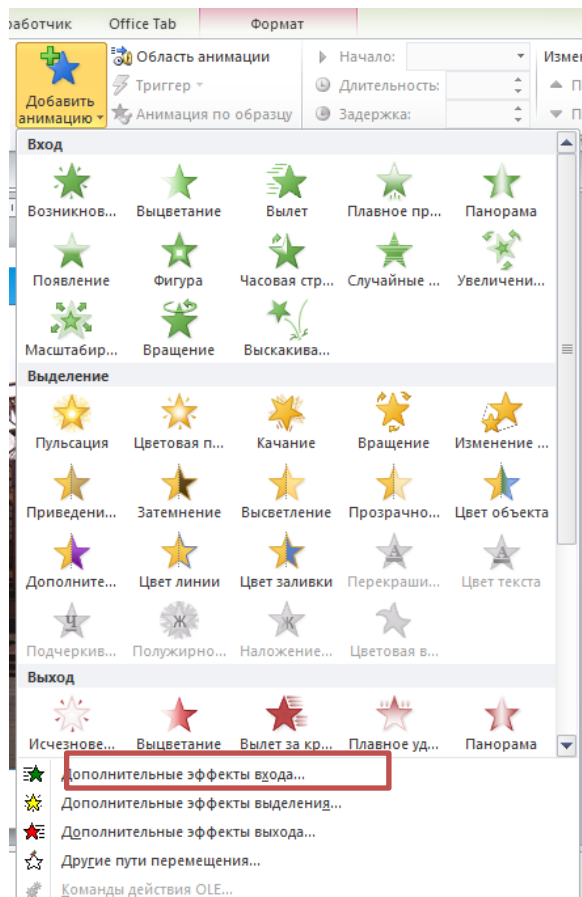 работчик Office Tab Формат
Добавить анимацию
Область анимации
Триггер
Анимация по образцу
Начало:
Длительность:
Задержка:
Измен
П
П
Вход
Возникнов... Выцветание Вылет Плавное пр... Панорама
Появление Фигура Часовая стр... Случайные ... Увеличени...
Масштабир... Вращение Выскакива...
Выделение
Пульсация Цветовая п... Качание Вращение Изменение ...
Приведени... Затемнение Высветление Прозрачно... Цвет объекта
Дополните... Цвет линии Цвет заливки Перекраши... Цвет текста
Подчеркив... Полужирно... Наложение... Цветовая в...
Выход
Исчезнове... Выцветание Вылет за кр... Плавное уд... Панорама
Дополнительные эффекты входа...
Дополнительные эффекты выделения...
Дополнительные эффекты выхода...
Другие пути перемещения...
Команды действия OLE...